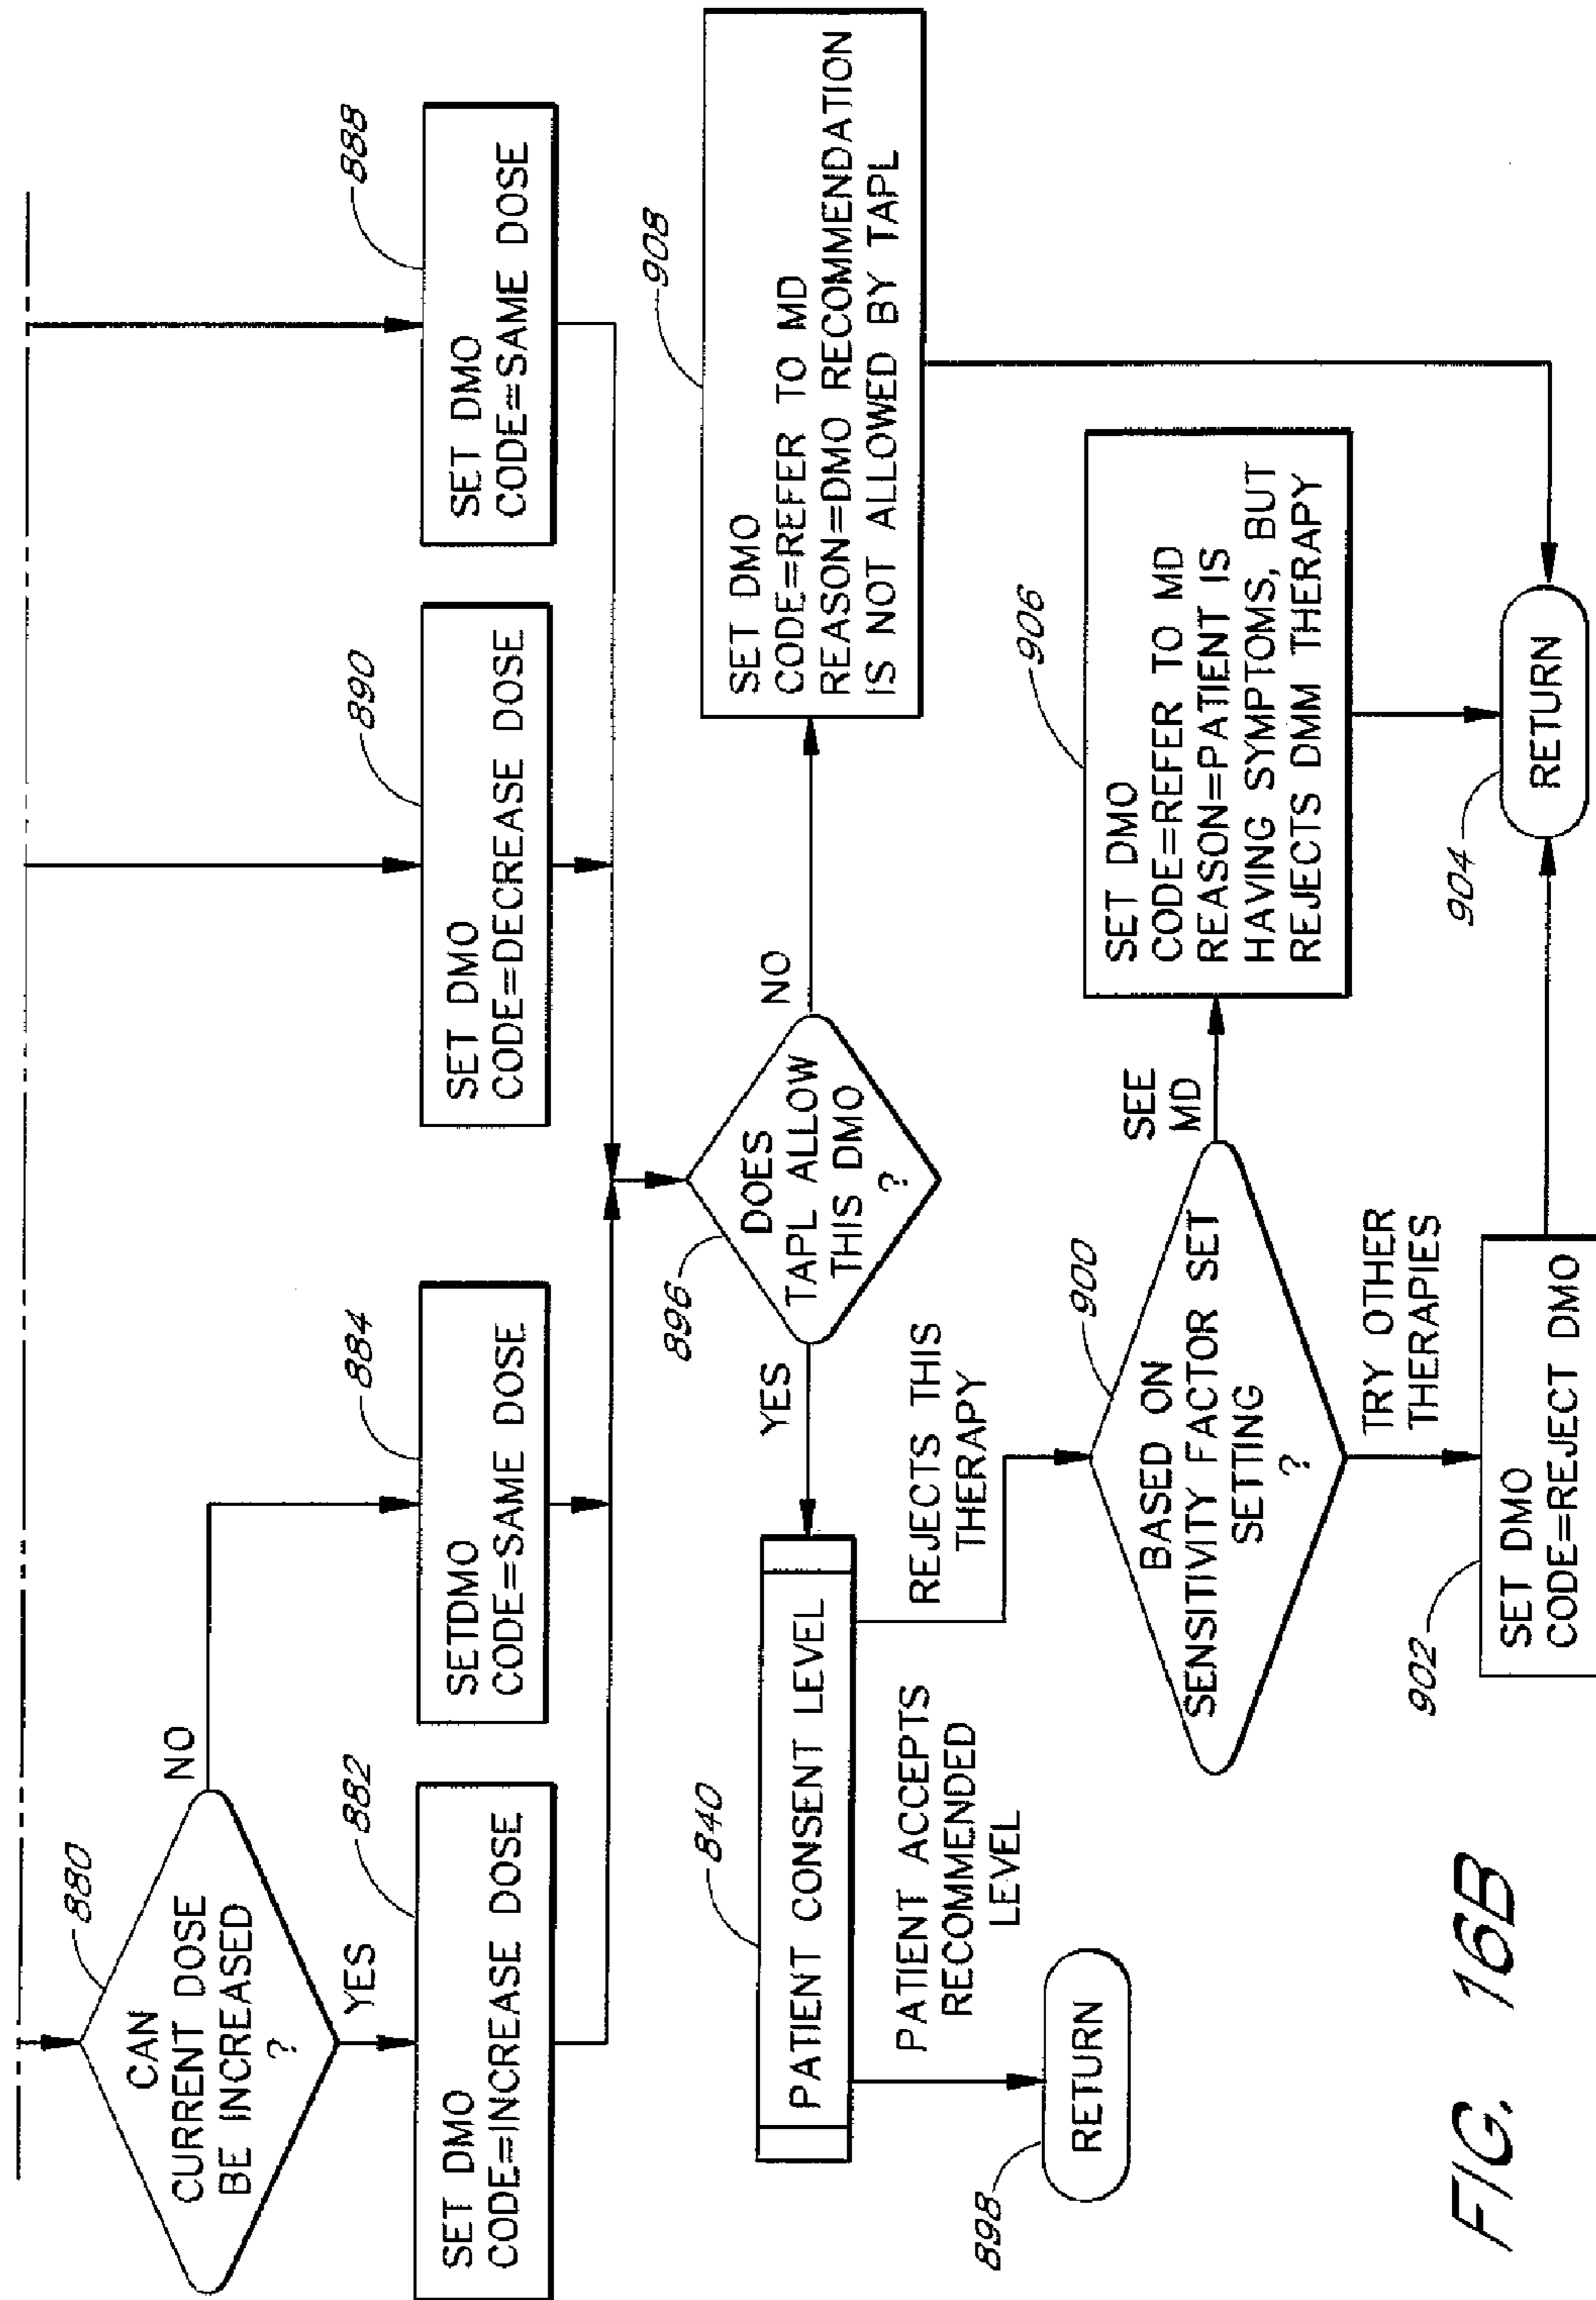 880
CAN
CURRENT DOSE
BE INCREASED
?
NO
YES
882
SET DMO
CODE=INCREASE DOSE
884
SETDMO
CODE=SAME DOSE
890
SET DMO
CODE=DECREASE DOSE
888
SET DMO
CODE=SAME DOSE
896
DOES
TAPL ALLOW
THIS DMO
?
YES
NO
908
SET DMO
CODE=REFER TO MD
REASON=DMO RECOMMENDATION
IS NOT ALLOWED BY TAPL
840
PATIENT CONSENT LEVEL
PATIENT ACCEPTS
RECOMMENDED
LEVEL
REJECTS THIS
THERAPY
898
RETURN
900
BASED ON
SENSITIVITY FACTOR SET
SETTING
?
SEE
MD
TRY OTHER
THERAPIES
906
SET DMO
CODE=REFER TO MD
REASON=PATIENT IS
HAVING SYMPTOMS, BUT
REJECTS DMM THERAPY
902
SET DMO
CODE=REJECT DMO
904
RETURN
FIG. 16B